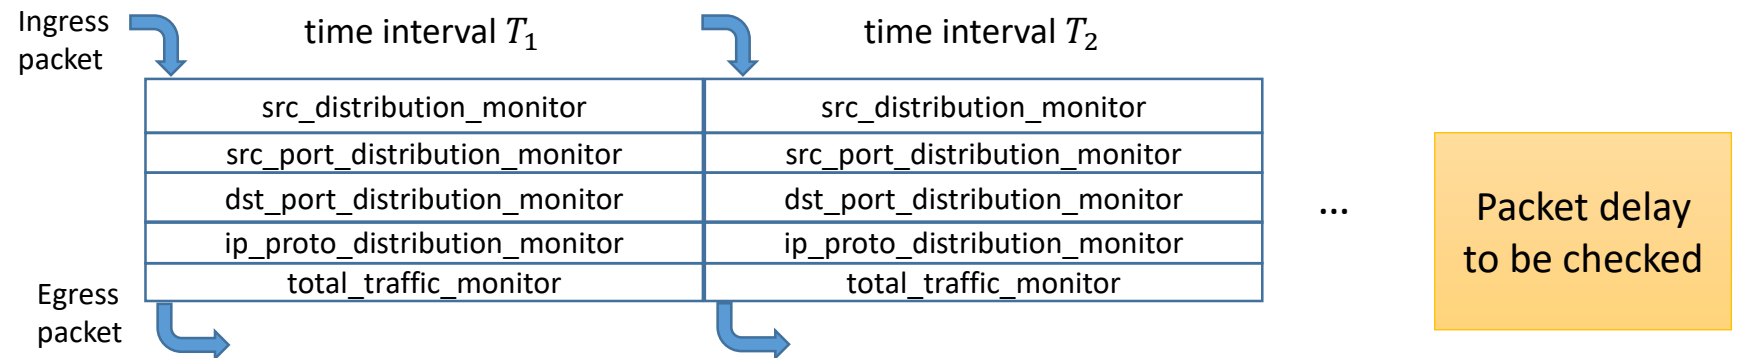 Ingress
packet
time interval T₁
time interval T₂
src_distribution_monitor
src_distribution_monitor
src_port_distribution_monitor
src_port_distribution_monitor
dst_port_distribution_monitor
dst_port_distribution_monitor
ip_proto_distribution_monitor
ip_proto_distribution_monitor
total_traffic_monitor
total_traffic_monitor
...
Packet delay
to be checked
Egress
packet